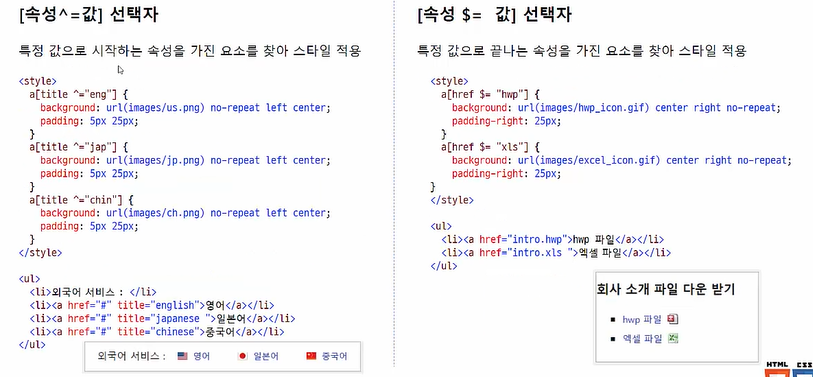 [속성^=값] 선택자
특정 값으로 시작하는 속성을 가진 요소를 찾아 스타일 적용
<style>
a[title ^="eng"] {
background: url(images/us.png) no-repeat left center;
padding: 5px 25px;
}
a[title ^="jap"] {
background: url(images/jp.png) no-repeat left center;
padding: 5px 25px;
}
a[title ^="chin"] {
background: url(images/ch.png) no-repeat left center;
padding: 5px 25px;
}
</style>
<ul>
<li>외국어 서비스 : </li>
<li><a href="#" title="english">영어</a></li>
<li><a href="#" title="japanese ">일본어</a></li>
<li><a href="#" title="chinese">중국어</a></li>
</ul>
외국어 서비스 : 영어 일본어 중국어
[속성 $= 값] 선택자
특정 값으로 끝나는 속성을 가진 요소를 찾아 스타일 적용
<style>
a[href $= "hwp"] {
background: url(images/hwp_icon.gif) center right no-repeat;
padding-right: 25px;
}
a[href $= "xls"] {
background: url(images/excel_icon.gif) center right no-repeat;
padding-right: 25px;
}
</style>
<ul>
<li><a href="intro.hwp">hwp 파일</a></li>
<li><a href="intro.xls ">엑셀 파일</a></li>
</ul>
회사 소개 파일 다운 받기
hwp 파일
엑셀 파일
HTML CSS